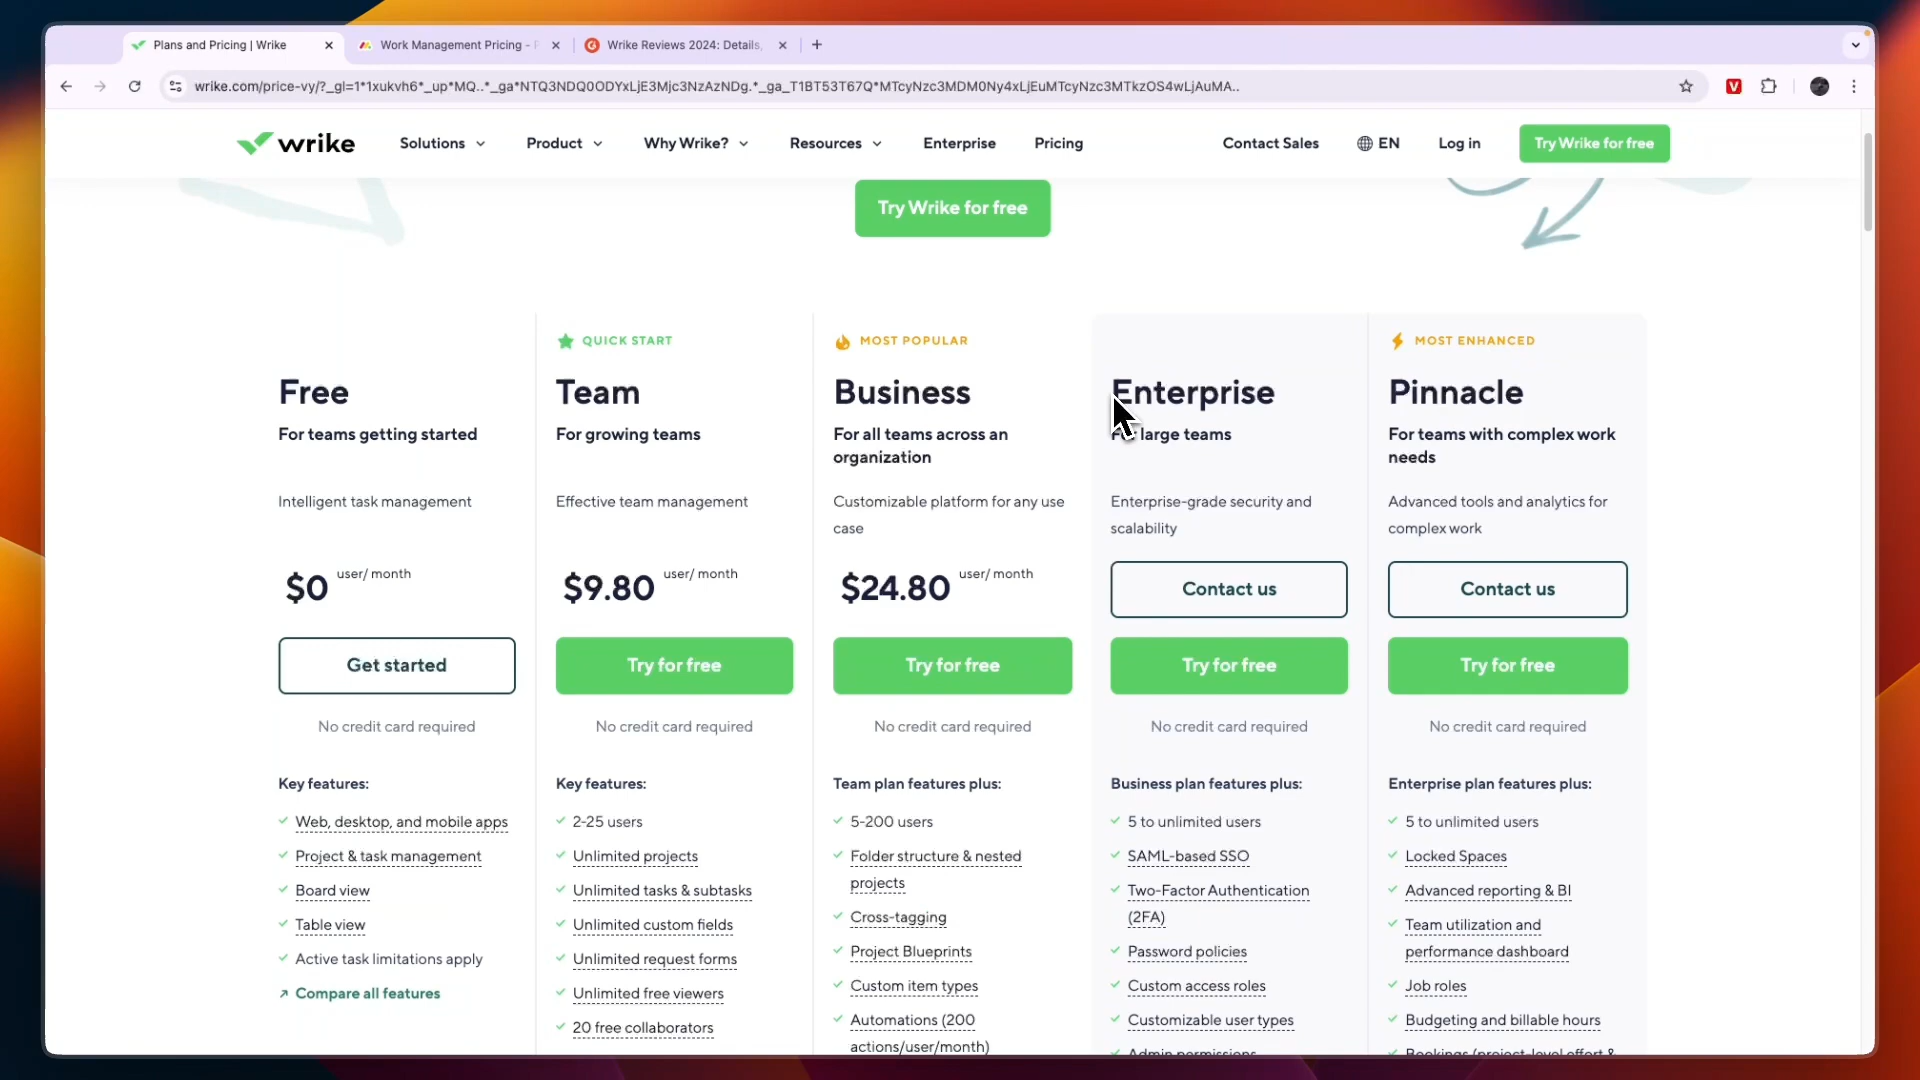 Plans and Pricing | Wrike
Work Management Pricing -
Wrike Reviews 2024: Details,
wrike.com/price-vy/?_gl=1*1xukvh6*_up*MQ..*_ga*NTQ3NDQ0ODYxLjE3Mjc3NzAzNDg.*_ga_T1BT53T67Q*MTcyNzc3MDM0Ny4xLjEuMTcyNzc3MTkzOS4wLjAuMA..
V
wrike
Solutions
Product
Why Wrike?
Resources
Enterprise
Pricing
Contact Sales
EN
Log in
Try Wrike for free
Try Wrike for free
Free
For teams getting started
Intelligent task management
$0 user/ month
Get started
No credit card required
Key features:
Web, desktop, and mobile apps
Project & task management
Board view
Table view
Active task limitations apply
Compare all features
QUICK START
Team
For growing teams
Effective team management
$9.80 user/ month
Try for free
No credit card required
Key features:
2-25 users
Unlimited projects
Unlimited tasks & subtasks
Unlimited custom fields
Unlimited request forms
Unlimited free viewers
20 free collaborators
MOST POPULAR
Business
For all teams across an
organization
Customizable platform for any use
case
$24.80 user/ month
Try for free
No credit card required
Team plan features plus:
5-200 users
Folder structure & nested
projects
Cross-tagging
Project Blueprints
Custom item types
Automations (200
actions/user/month)
Enterprise
For large teams
Enterprise-grade security and
scalability
Contact us
Try for free
No credit card required
Business plan features plus:
5 to unlimited users
SAML-based SSO
Two-Factor Authentication
(2FA)
Password policies
Custom access roles
Customizable user types
Admin permissions
MOST ENHANCED
Pinnacle
For teams with complex work
needs
Advanced tools and analytics for
complex work
Contact us
Try for free
No credit card required
Enterprise plan features plus:
5 to unlimited users
Locked Spaces
Advanced reporting & BI
Team utilization and
performance dashboard
Job roles
Budgeting and billable hours
Bookings (project-level effort &